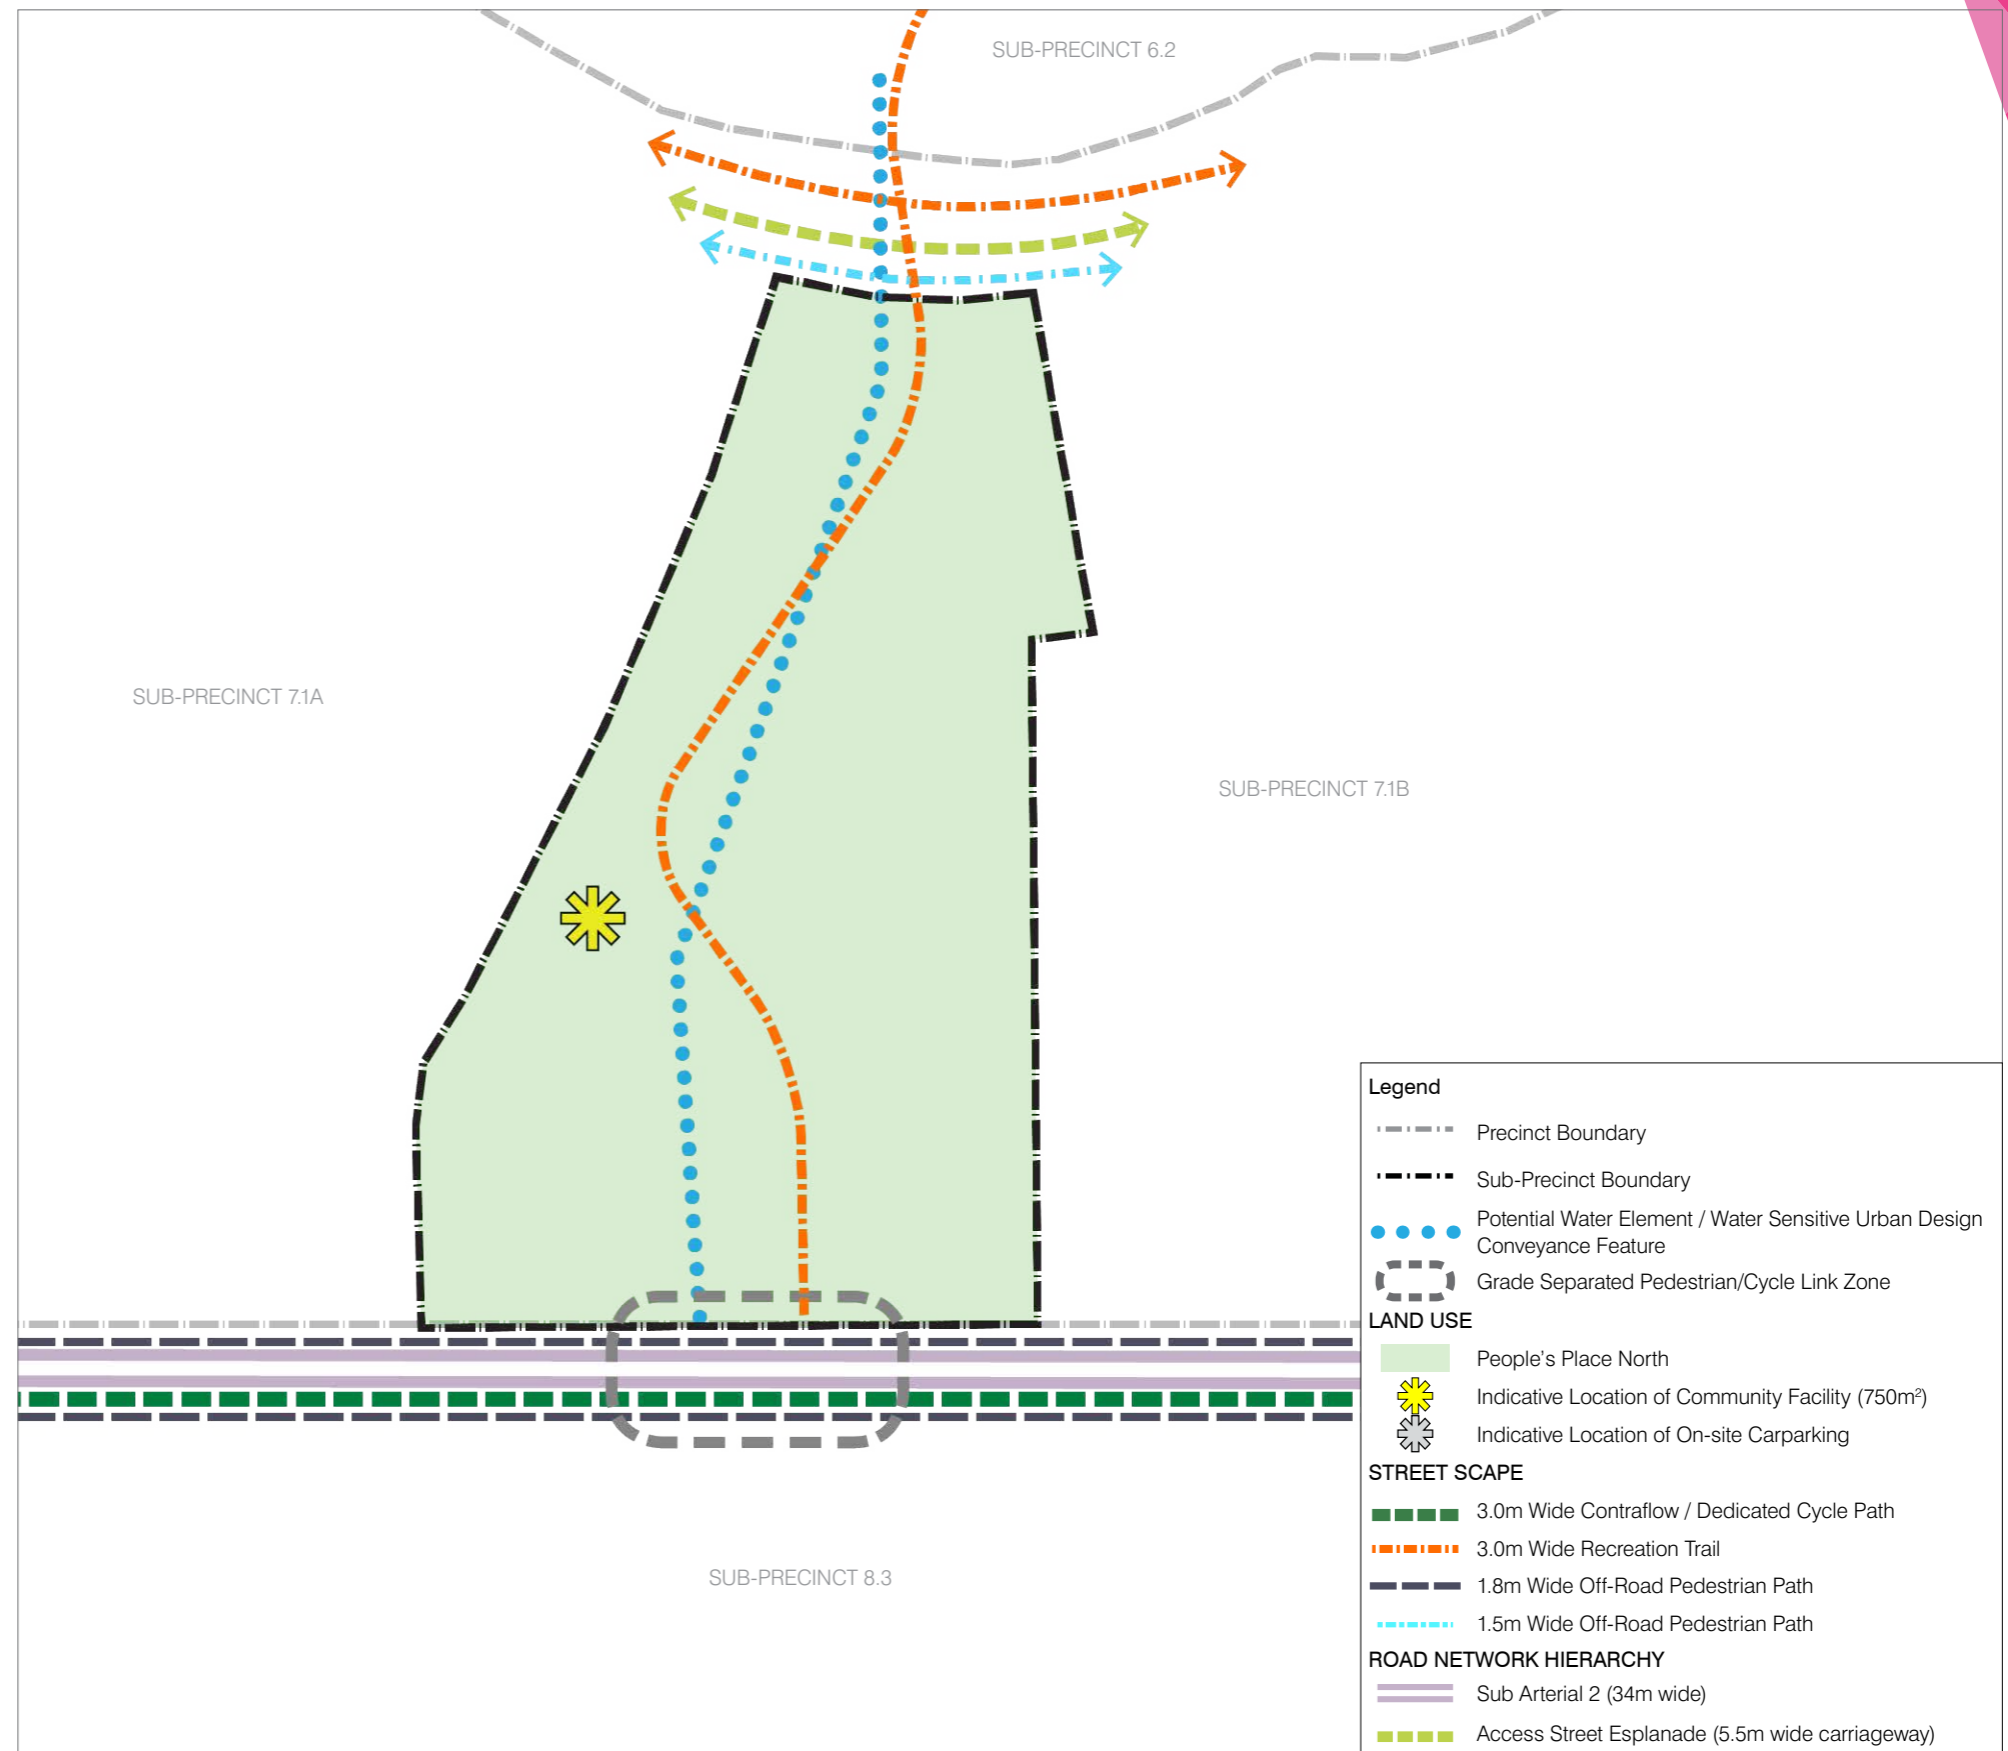 SUB-PRECINCT 6.2
SUB-PRECINCT 7.1A
SUB-PRECINCT 7.1B
SUB-PRECINCT 8.3
Legend
Precinct Boundary
Sub-Precinct Boundary
Potential Water Element / Water Sensitive Urban Design
Conveyance Feature
Grade Separated Pedestrian/Cycle Link Zone
LAND USE
People's Place North
Indicative Location of Community Facility (750m²)
Indicative Location of On-site Carparking
STREET SCAPE
3.0m Wide Contraflow / Dedicated Cycle Path
3.0m Wide Recreation Trail
1.8m Wide Off-Road Pedestrian Path
1.5m Wide Off-Road Pedestrian Path
ROAD NETWORK HIERARCHY
Sub Arterial 2 (34m wide)
Access Street Esplanade (5.5m wide carriageway)